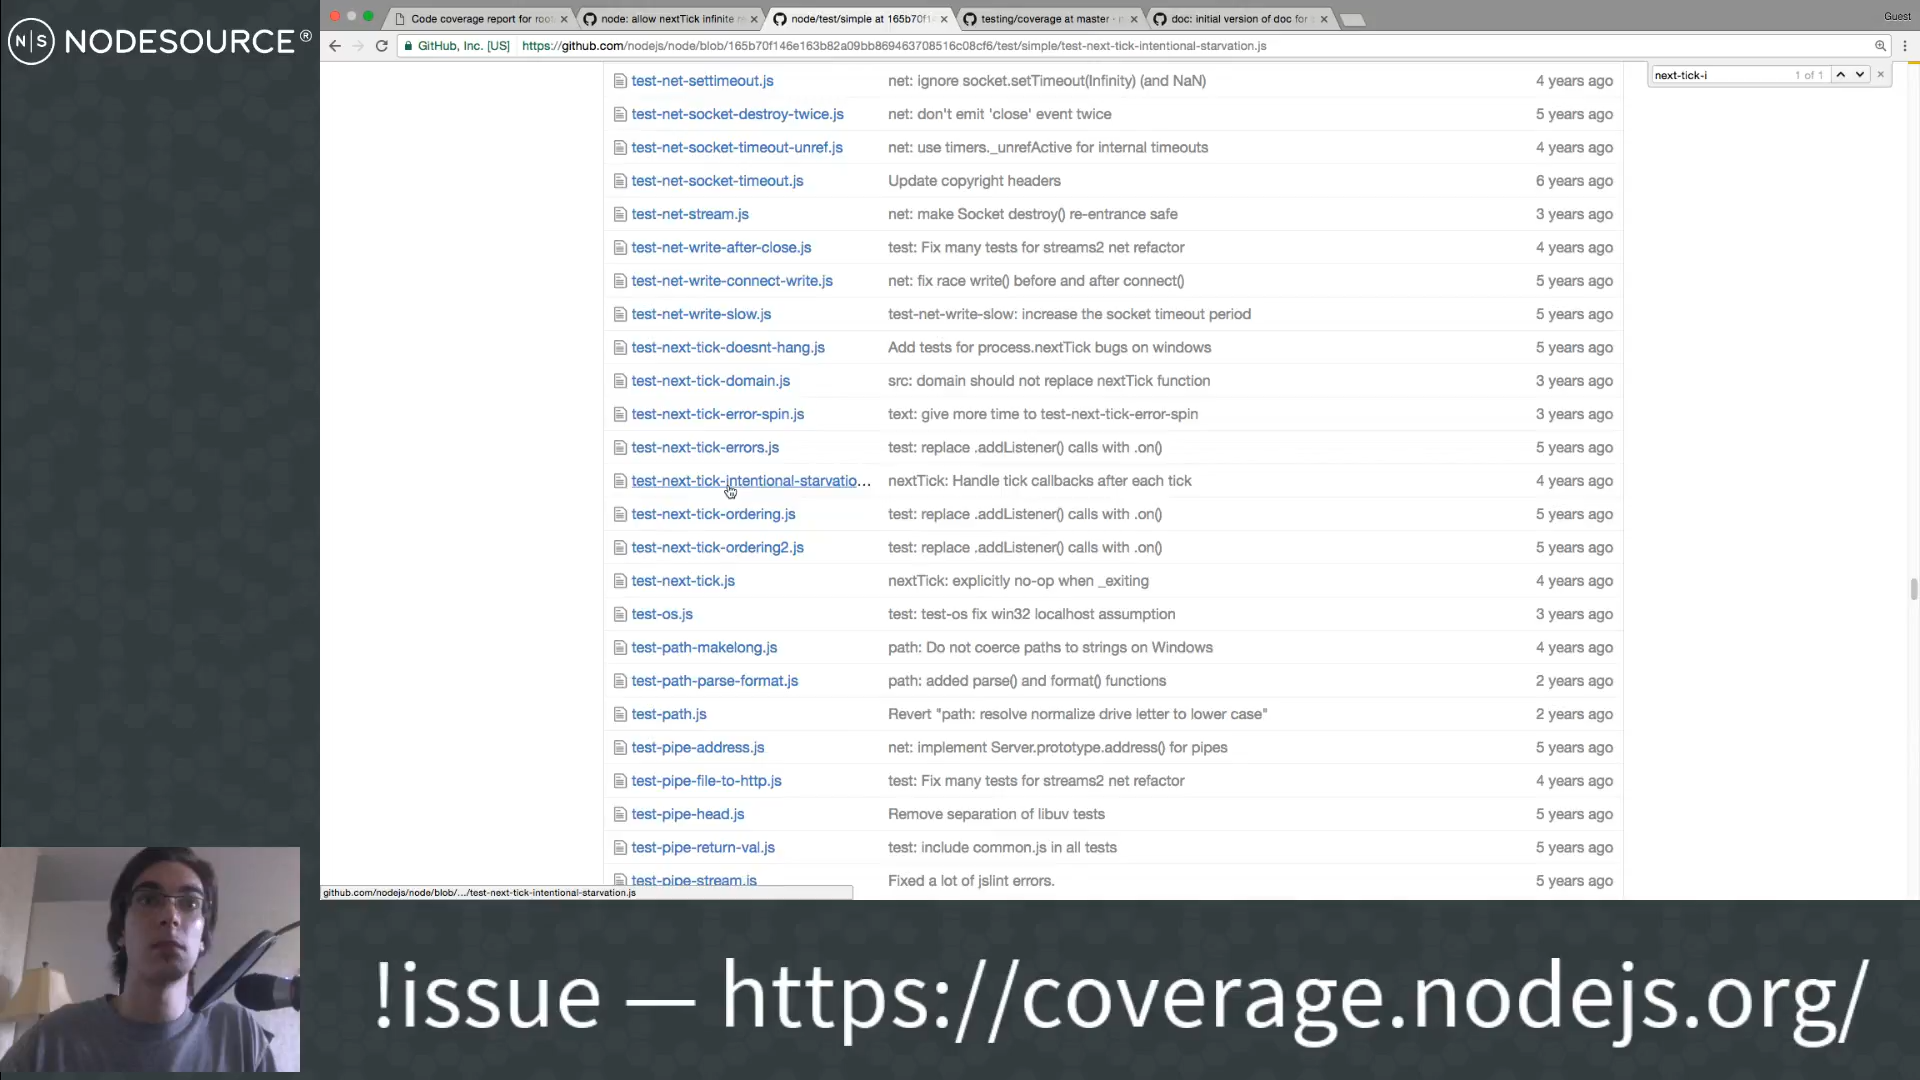 N|S NODESOURCE®
Code coverage report for root
node: allow nextTick infinite r
node/test/simple at 165b70f1
testing/coverage at master ·
doc: initial version of doc for
Guest
GitHub, Inc. [US] https://github.com/nodejs/node/blob/165b70f146e163b82a09bb869463708516c08cf6/test/simple/test-next-tick-intentional-starvation.js
next-tick-i 1 of 1
test-net-settimeout.js net: ignore socket.setTimeout(Infinity) (and NaN) 4 years ago
test-net-socket-destroy-twice.js net: don't emit 'close' event twice 5 years ago
test-net-socket-timeout-unref.js net: use timers._unrefActive for internal timeouts 4 years ago
test-net-socket-timeout.js Update copyright headers 6 years ago
test-net-stream.js net: make Socket destroy() re-entrance safe 3 years ago
test-net-write-after-close.js test: Fix many tests for streams2 net refactor 4 years ago
test-net-write-connect-write.js net: fix race write() before and after connect() 5 years ago
test-net-write-slow.js test-net-write-slow: increase the socket timeout period 5 years ago
test-next-tick-doesnt-hang.js Add tests for process.nextTick bugs on windows 5 years ago
test-next-tick-domain.js src: domain should not replace nextTick function 3 years ago
test-next-tick-error-spin.js text: give more time to test-next-tick-error-spin 3 years ago
test-next-tick-errors.js test: replace .addListener() calls with .on() 5 years ago
test-next-tick-intentional-starvatio... nextTick: Handle tick callbacks after each tick 4 years ago
test-next-tick-ordering.js test: replace .addListener() calls with .on() 5 years ago
test-next-tick-ordering2.js test: replace .addListener() calls with .on() 5 years ago
test-next-tick.js nextTick: explicitly no-op when _exiting 4 years ago
test-os.js test: test-os fix win32 localhost assumption 3 years ago
test-path-makelong.js path: Do not coerce paths to strings on Windows 4 years ago
test-path-parse-format.js path: added parse() and format() functions 2 years ago
test-path.js Revert "path: resolve normalize drive letter to lower case" 2 years ago
test-pipe-address.js net: implement Server.prototype.address() for pipes 5 years ago
test-pipe-file-to-http.js test: Fix many tests for streams2 net refactor 4 years ago
test-pipe-head.js Remove separation of libuv tests 5 years ago
test-pipe-return-val.js test: include common.js in all tests 5 years ago
test-pipe-stream.js Fixed a lot of jslint errors. 5 years ago
github.com/nodejs/node/blob/.../test-next-tick-intentional-starvation.js
!issue — https://coverage.nodejs.org/